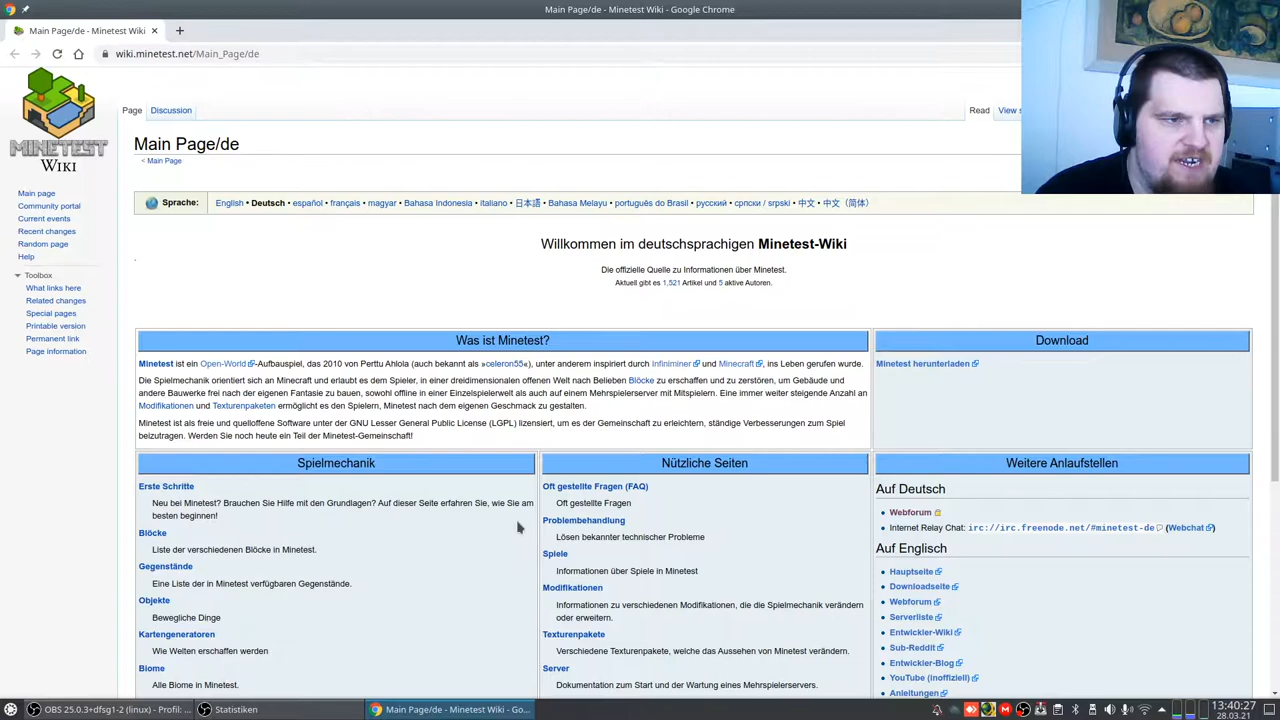 Main Page/de - Minetest Wiki - Google Chrome
Main Page/de - Minetest Wiki
wiki.minetest.net/Main_Page/de
MINETEST
WIKI
Page
Discussion
Read
View s
Main Page/de
< Main Page
Main page
Community portal
Current events
Recent changes
Random page
Help
Toolbox
What links here
Related changes
Special pages
Printable version
Permanent link
Page information
Sprache: English • Deutsch • español • français • magyar • Bahasa Indonesia • italiano • 日本語 • Bahasa Melayu • português do Brasil • русский • српски / srpski • 中文 • 中文（简体）
Willkommen im deutschsprachigen Minetest-Wiki
Die offizielle Quelle zu Informationen über Minetest.
Aktuell gibt es 1,521 Artikel und 5 aktive Autoren.
Was ist Minetest?
Minetest ist ein Open-World-Aufbauspiel, das 2010 von Perttu Ahola (auch bekannt als »celeron55«), unter anderem inspiriert durch Infiniminer und Minecraft, ins Leben gerufen wurde.
Die Spielmechanik orientiert sich an Minecraft und erlaubt es dem Spieler, in einer dreidimensionalen offenen Welt nach Belieben Blöcke zu erschaffen und zu zerstören, um Gebäude und
andere Bauwerke frei nach der eigenen Fantasie zu bauen, sowohl offline in einer Einzelspielerwelt als auch auf einem Mehrspielerserver mit Mitspielern. Eine immer weiter steigende Anzahl an
Modifikationen und Texturenpaketen ermöglicht es den Spielern, Minetest nach dem eigenen Geschmack zu gestalten.
Minetest ist als freie und quelloffene Software unter der GNU Lesser General Public License (LGPL) lizensiert, um es der Gemeinschaft zu erleichtern, ständige Verbesserungen zum Spiel
beizutragen. Werden Sie noch heute ein Teil der Minetest-Gemeinschaft!
Download
Minetest herunterladen
Spielmechanik
Erste Schritte
Neu bei Minetest? Brauchen Sie Hilfe mit den Grundlagen? Auf dieser Seite erfahren Sie, wie Sie am
besten beginnen!
Blöcke
Liste der verschiedenen Blöcke in Minetest.
Gegenstände
Eine Liste der in Minetest verfügbaren Gegenstände.
Objekte
Bewegliche Dinge
Kartengeneratoren
Wie Welten erschaffen werden
Biome
Alle Biome in Minetest.
Nützliche Seiten
Oft gestellte Fragen (FAQ)
Oft gestellte Fragen
Problembehandlung
Lösen bekannter technischer Probleme
Spiele
Informationen über Spiele in Minetest
Modifikationen
Informationen zu verschiedenen Modifikationen, die die Spielmechanik verändern
oder erweitern.
Texturenpakete
Verschiedene Texturenpakete, welche das Aussehen von Minetest verändern.
Server
Dokumentation zum Start und der Wartung eines Mehrspielerservers.
Weitere Anlaufstellen
Auf Deutsch
Webforum
Internet Relay Chat: irc://irc.freenode.net/#minetest-de (Webchat)
Auf Englisch
Hauptseite
Downloadseite
Webforum
Serverliste
Entwickler-Wiki
Sub-Reddit
Entwickler-Blog
YouTube (inoffiziell)
Anleitungen
OBS 25.0.3+dfsg1-2 (linux) - Profil: ...
Statistiken
Main Page/de - Minetest Wiki - Go...
13:40:27
28.03.21